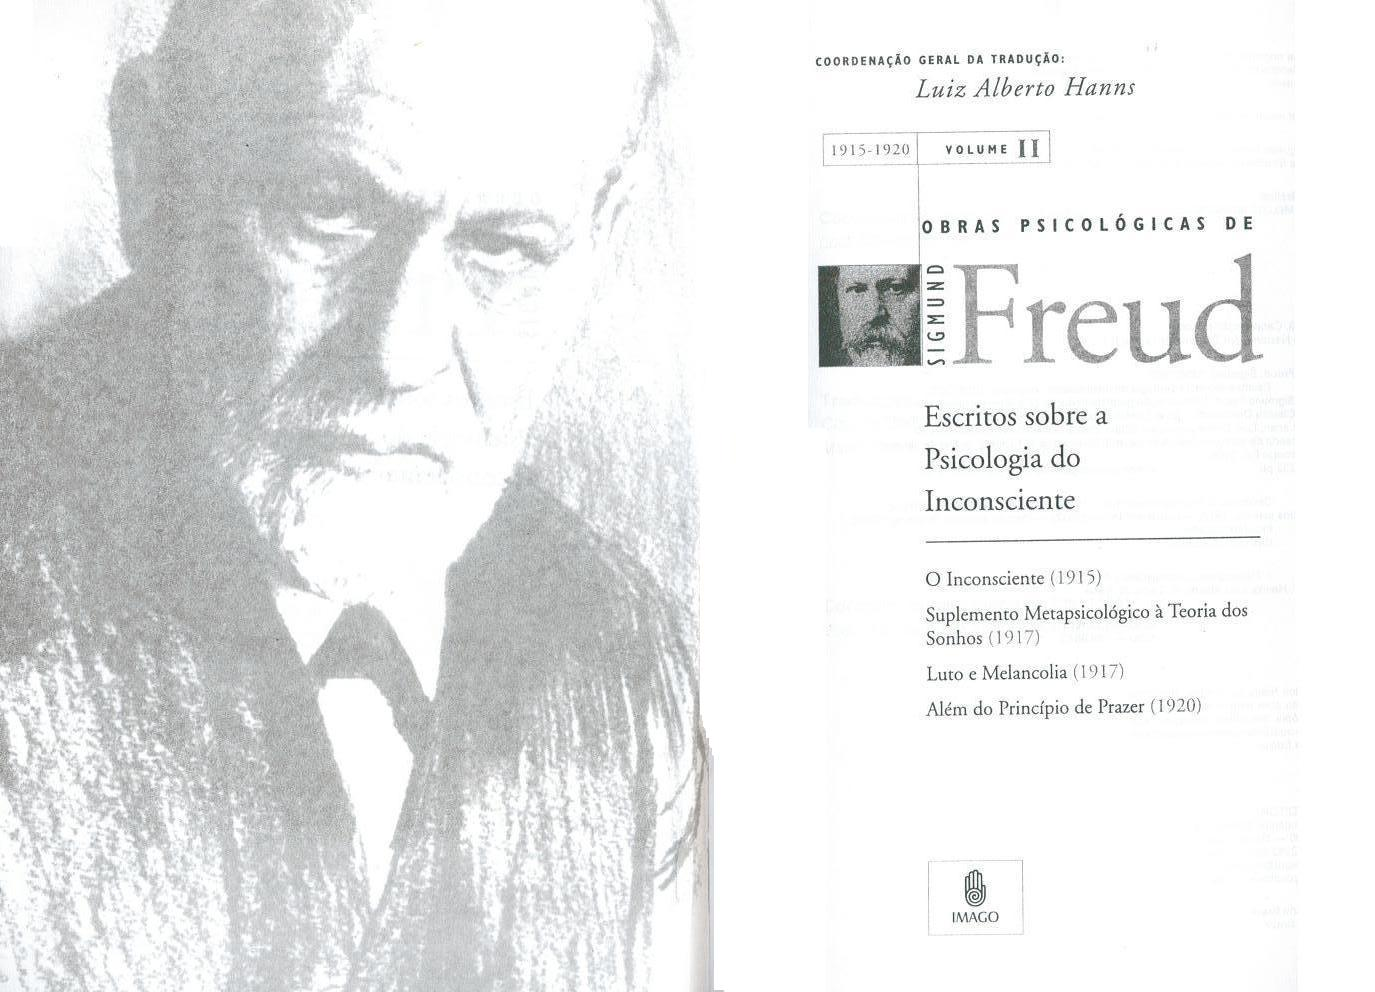 COORDENAÇÃO GERAL DA TRADUÇÃO:
Luiz Alberto Hanns
1915-1920 VOLUME II
OBRAS PSICOLÓGICAS DE
SIGMUND
Freud
Escritos sobre a
Psicologia do
Inconsciente
O Inconsciente (1915)
Suplemento Metapsicológico à Teoria dos
Sonhos (1917)
Luto e Melancolia (1917)
Além do Princípio de Prazer (1920)
IMAGO